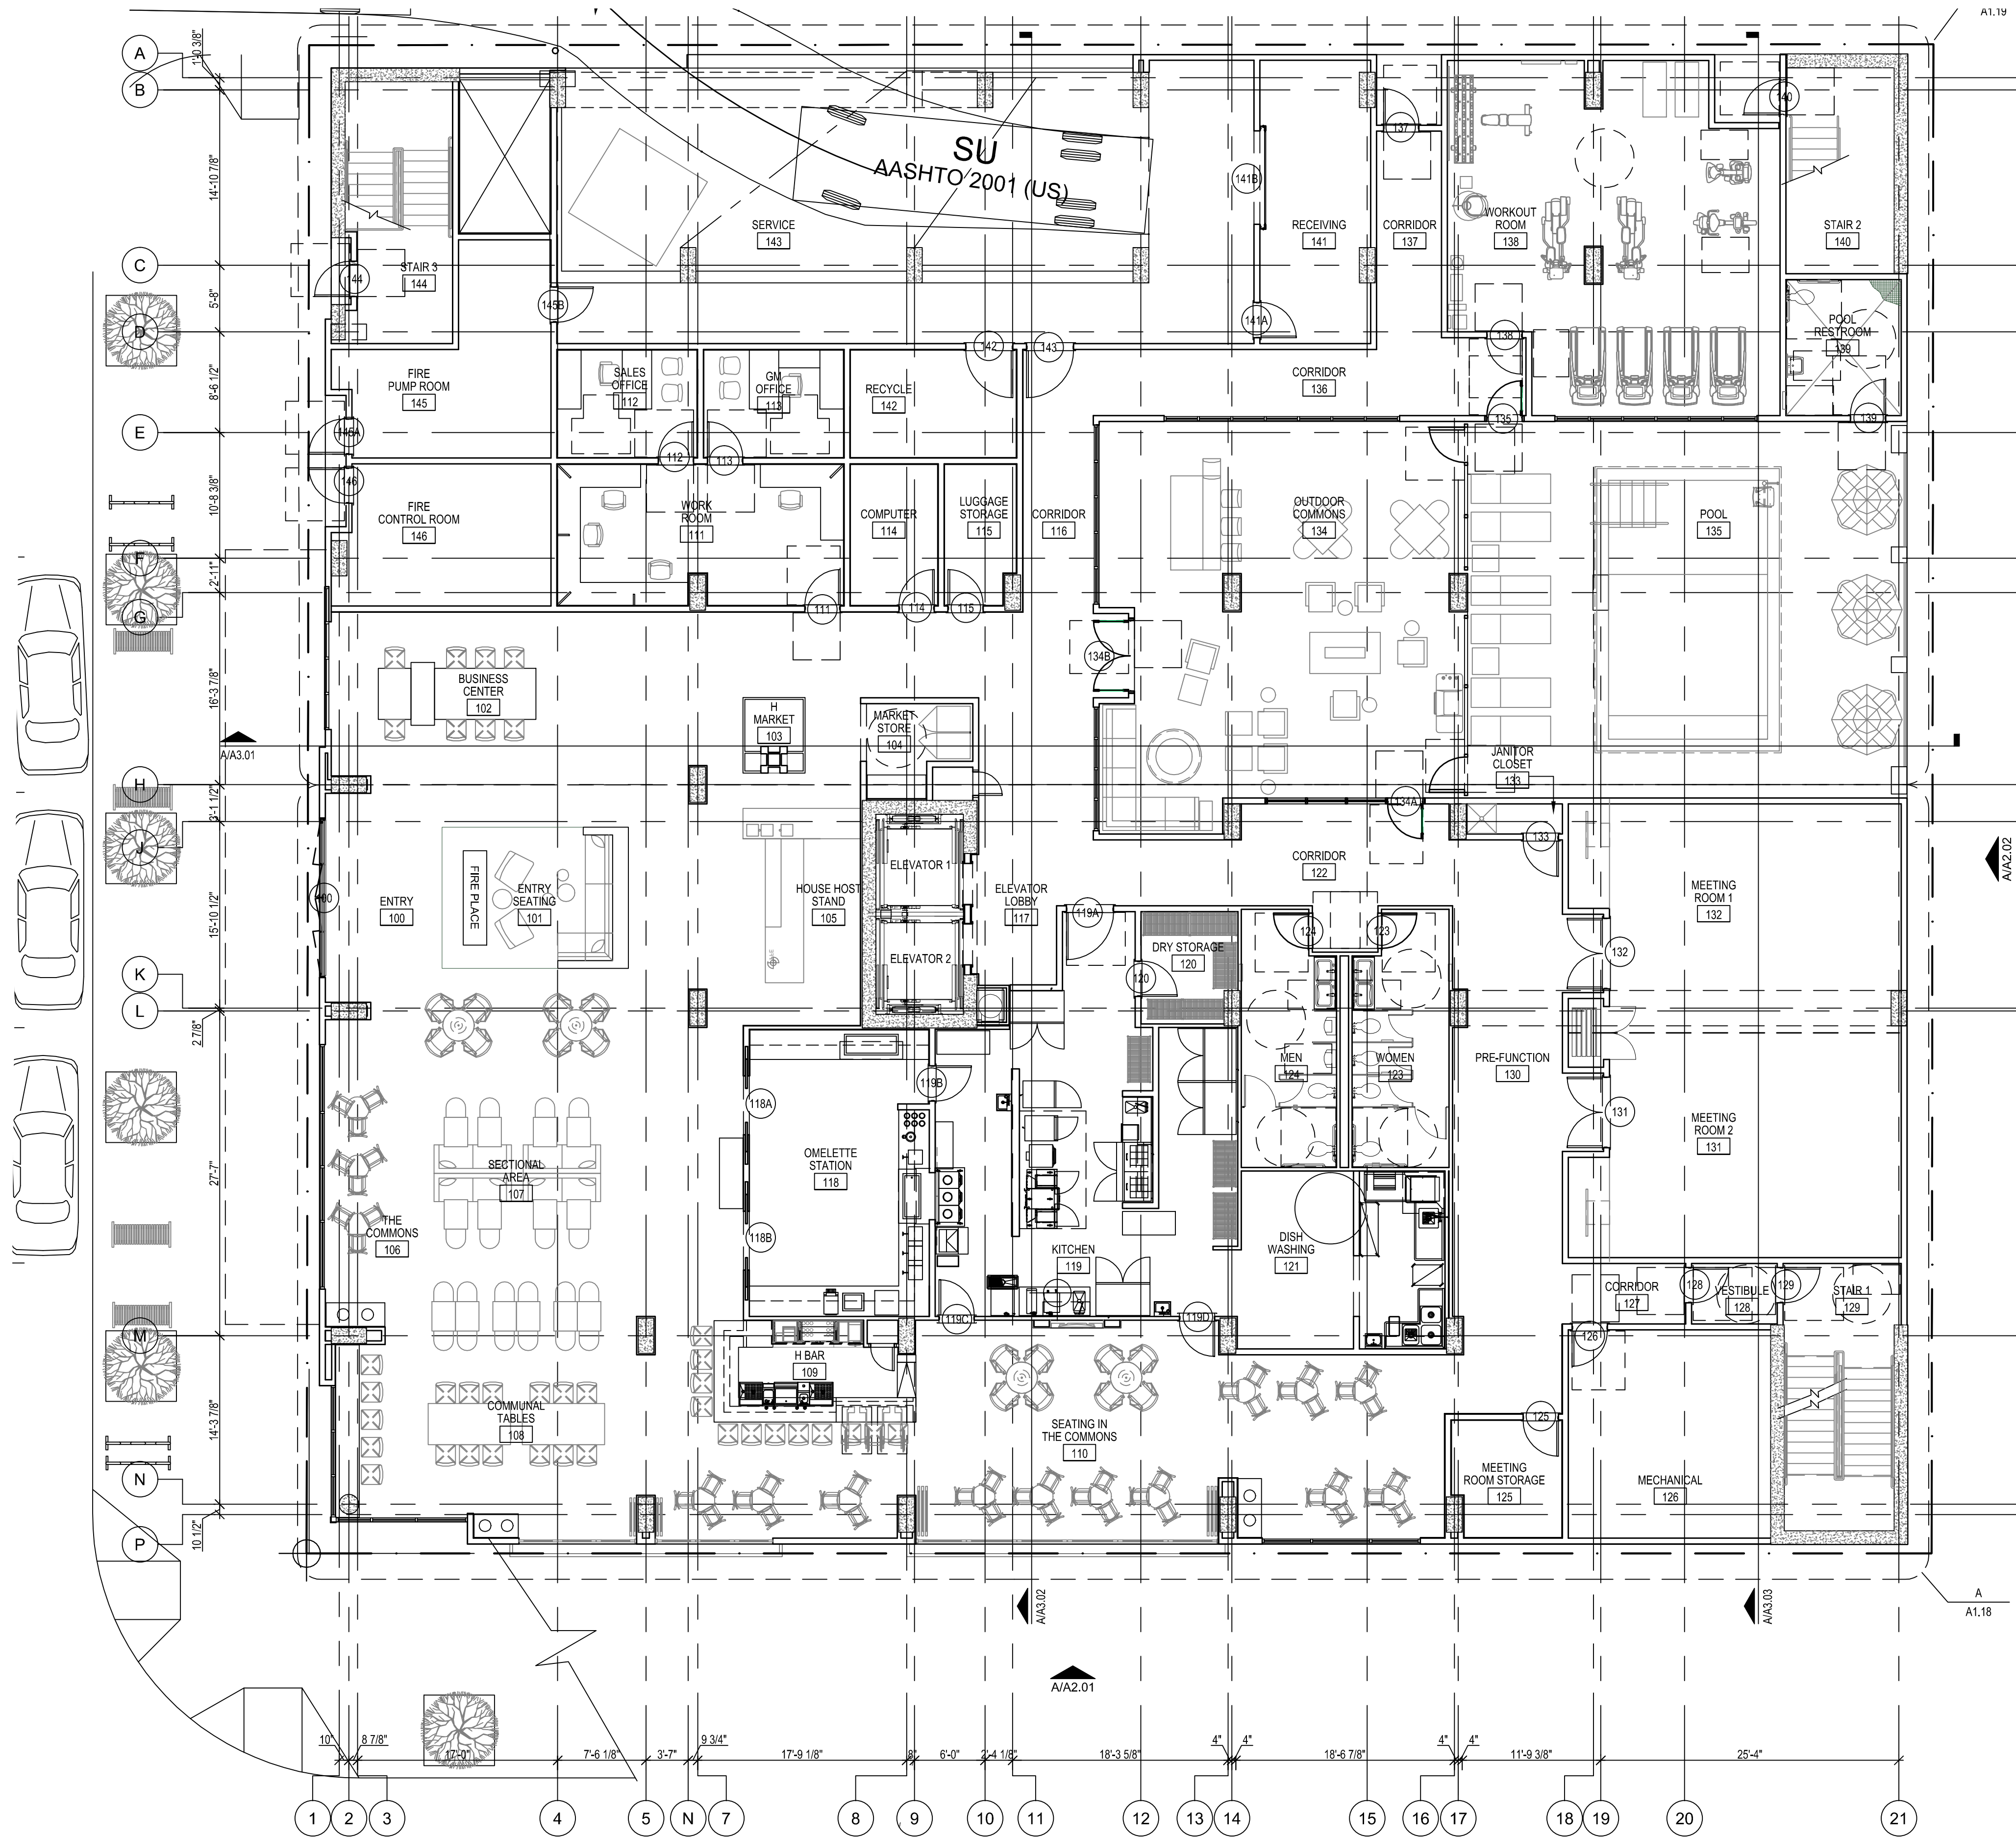 A1.19
A
B
C
D
E
F
G
H
J
K
L
M
N
P
1'-0 3/8"
14'-10 7/8"
5'-8"
8'-6 1/2"
10'-8 3/8"
2'-11"
16'-3 7/8"
3'-1 1/2"
15'-10 1/2"
2 7/8"
27'-7"
14'-3 7/8"
10 1/2"
SU
AASHTO 2001 (US)
SERVICE
143
141B
RECEIVING
141
CORRIDOR
137
137
WORKOUT
ROOM
138
140
STAIR 2
140
144
STAIR 3
144
145B
141A
142
143
138
POOL
RESTROOM
139
FIRE
PUMP ROOM
145
SALES
OFFICE
112
GM
OFFICE
113
RECYCLE
142
CORRIDOR
136
135
139
145A
112
113
146
FIRE
CONTROL ROOM
146
WORK
ROOM
111
COMPUTER
114
LUGGAGE
STORAGE
115
CORRIDOR
116
OUTDOOR
COMMONS
134
POOL
135
111
114
115
134B
BUSINESS
CENTER
102
H
MARKET
103
MARKET
STORE
104
A/A3.01
JANITOR
CLOSET
133
134A
133
100
ENTRY
100
FIRE PLACE
ENTRY
SEATING
101
HOUSE HOST
STAND
105
ELEVATOR 1
ELEVATOR 2
ELEVATOR
LOBBY
117
CORRIDOR
122
MEETING
ROOM 1
132
A/A2.02
119A
DRY STORAGE
120
120
124
123
132
119B
MEN
124
WOMEN
123
PRE-FUNCTION
130
131
MEETING
ROOM 2
131
118A
118B
OMELETTE
STATION
118
SECTIONAL
AREA
107
THE
COMMONS
106
KITCHEN
119
DISH
WASHING
121
119C
119D
CORRIDOR
127
128
VESTIBULE
128
129
STAIR 1
129
126
H BAR
109
COMMUNAL
TABLES
108
SEATING IN
THE COMMONS
110
125
MEETING
ROOM STORAGE
125
MECHANICAL
126
A/A3.02
A/A3.03
A
A1.18
A/A2.01
10"
8 7/8"
17'-0"
7'-6 1/8"
3'-7"
9 3/4"
17'-9 1/8"
8"
6'-0"
2'-4 1/8"
18'-3 5/8"
4"
4"
18'-6 7/8"
4"
4"
11'-9 3/8"
25'-4"
1
2
3
4
5
N
7
8
9
10
11
12
13
14
15
16
17
18
19
20
21